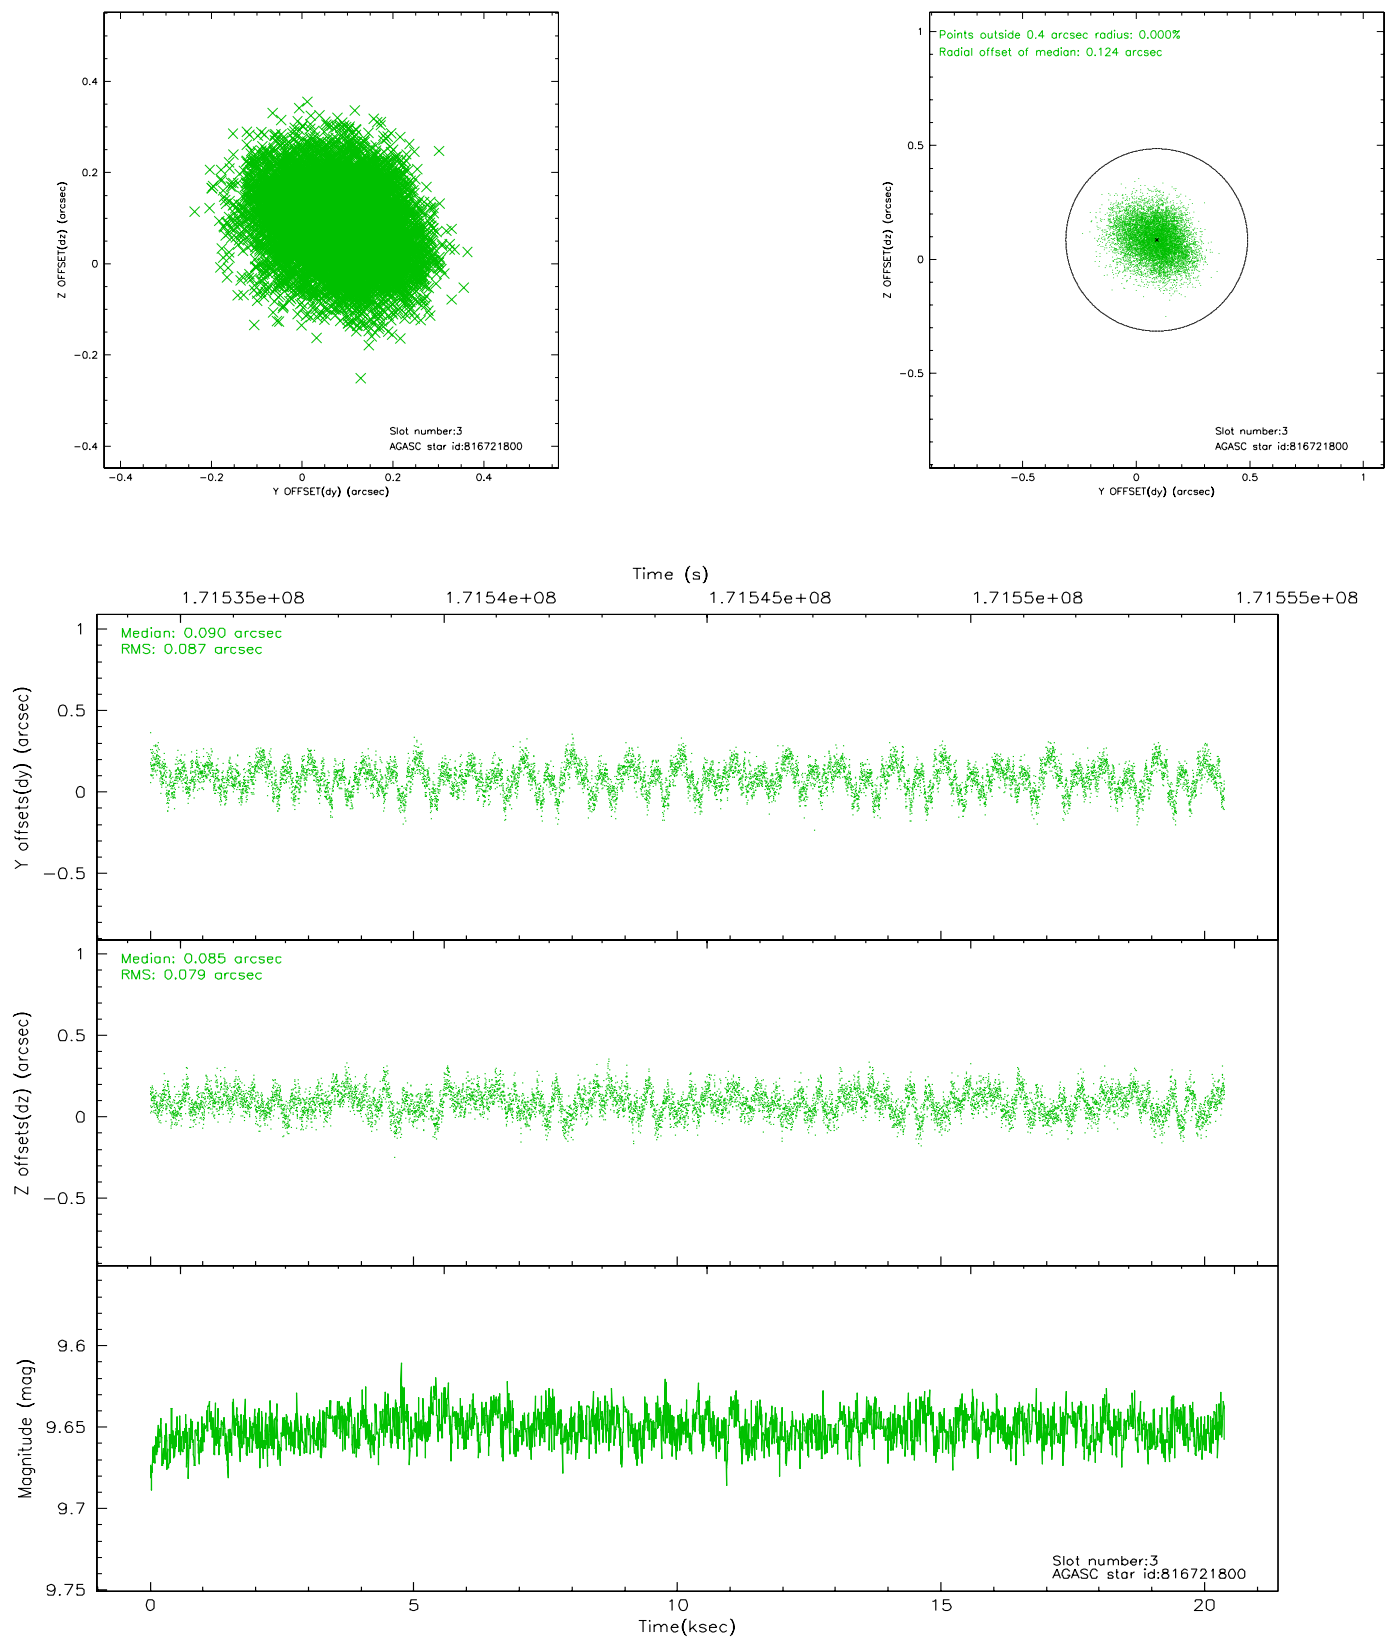 0.4
0.2
0
−0.2
−0.4
Z OFFSET(dz) (arcsec)
Slot number:3
AGASC star id:816721800
−0.4
−0.2
0
0.2
0.4
Y OFFSET(dy) (arcsec)
Points outside 0.4 arcsec radius: 0.000%
Radial offset of median: 0.124 arcsec
1
0.5
0
−0.5
Z OFFSET(dz) (arcsec)
Slot number:3
AGASC star id:816721800
−0.5
0
0.5
1
Y OFFSET(dy) (arcsec)
Time (s)
1.71535e+08
1.7154e+08
1.71545e+08
1.7155e+08
1.71555e+08
Median: 0.090 arcsec
RMS: 0.087 arcsec
1
0.5
0
−0.5
Y offsets(dy) (arcsec)
Median: 0.085 arcsec
RMS: 0.079 arcsec
1
0.5
0
−0.5
Z offsets(dz) (arcsec)
9.6
9.65
9.7
9.75
Magnitude (mag)
Slot number:3
AGASC star id:816721800
0
5
10
15
20
Time(ksec)